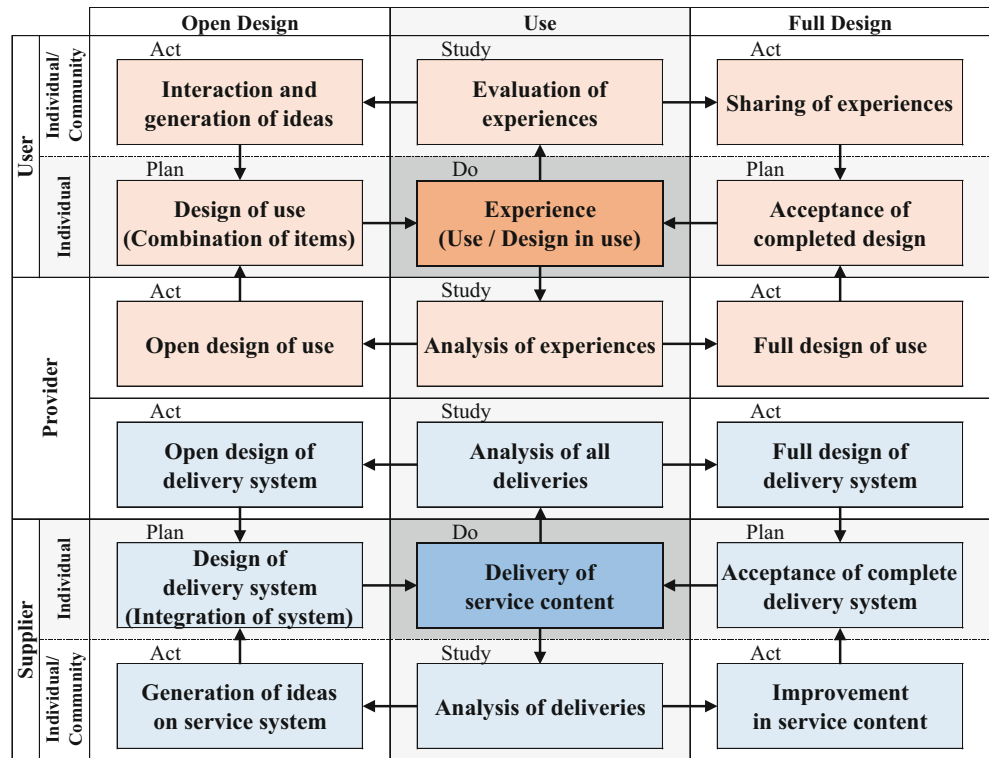 Open Design
Use
Full Design
User
Individual/
Community
Act
Interaction and
generation of ideas
Study
Evaluation of
experiences
Act
Sharing of experiences
Individual
Plan
Design of use
(Combination of items)
Do
Experience
(Use / Design in use)
Plan
Acceptance of
completed design
Provider
Act
Open design of use
Study
Analysis of experiences
Act
Full design of use
Act
Open design of
delivery system
Study
Analysis of all
deliveries
Act
Full design of
delivery system
Supplier
Individual
Plan
Design of
delivery system
(Integration of system)
Do
Delivery of
service content
Plan
Acceptance of complete
delivery system
Individual/
Community
Act
Generation of ideas
on service system
Study
Analysis of deliveries
Act
Improvement
in service content